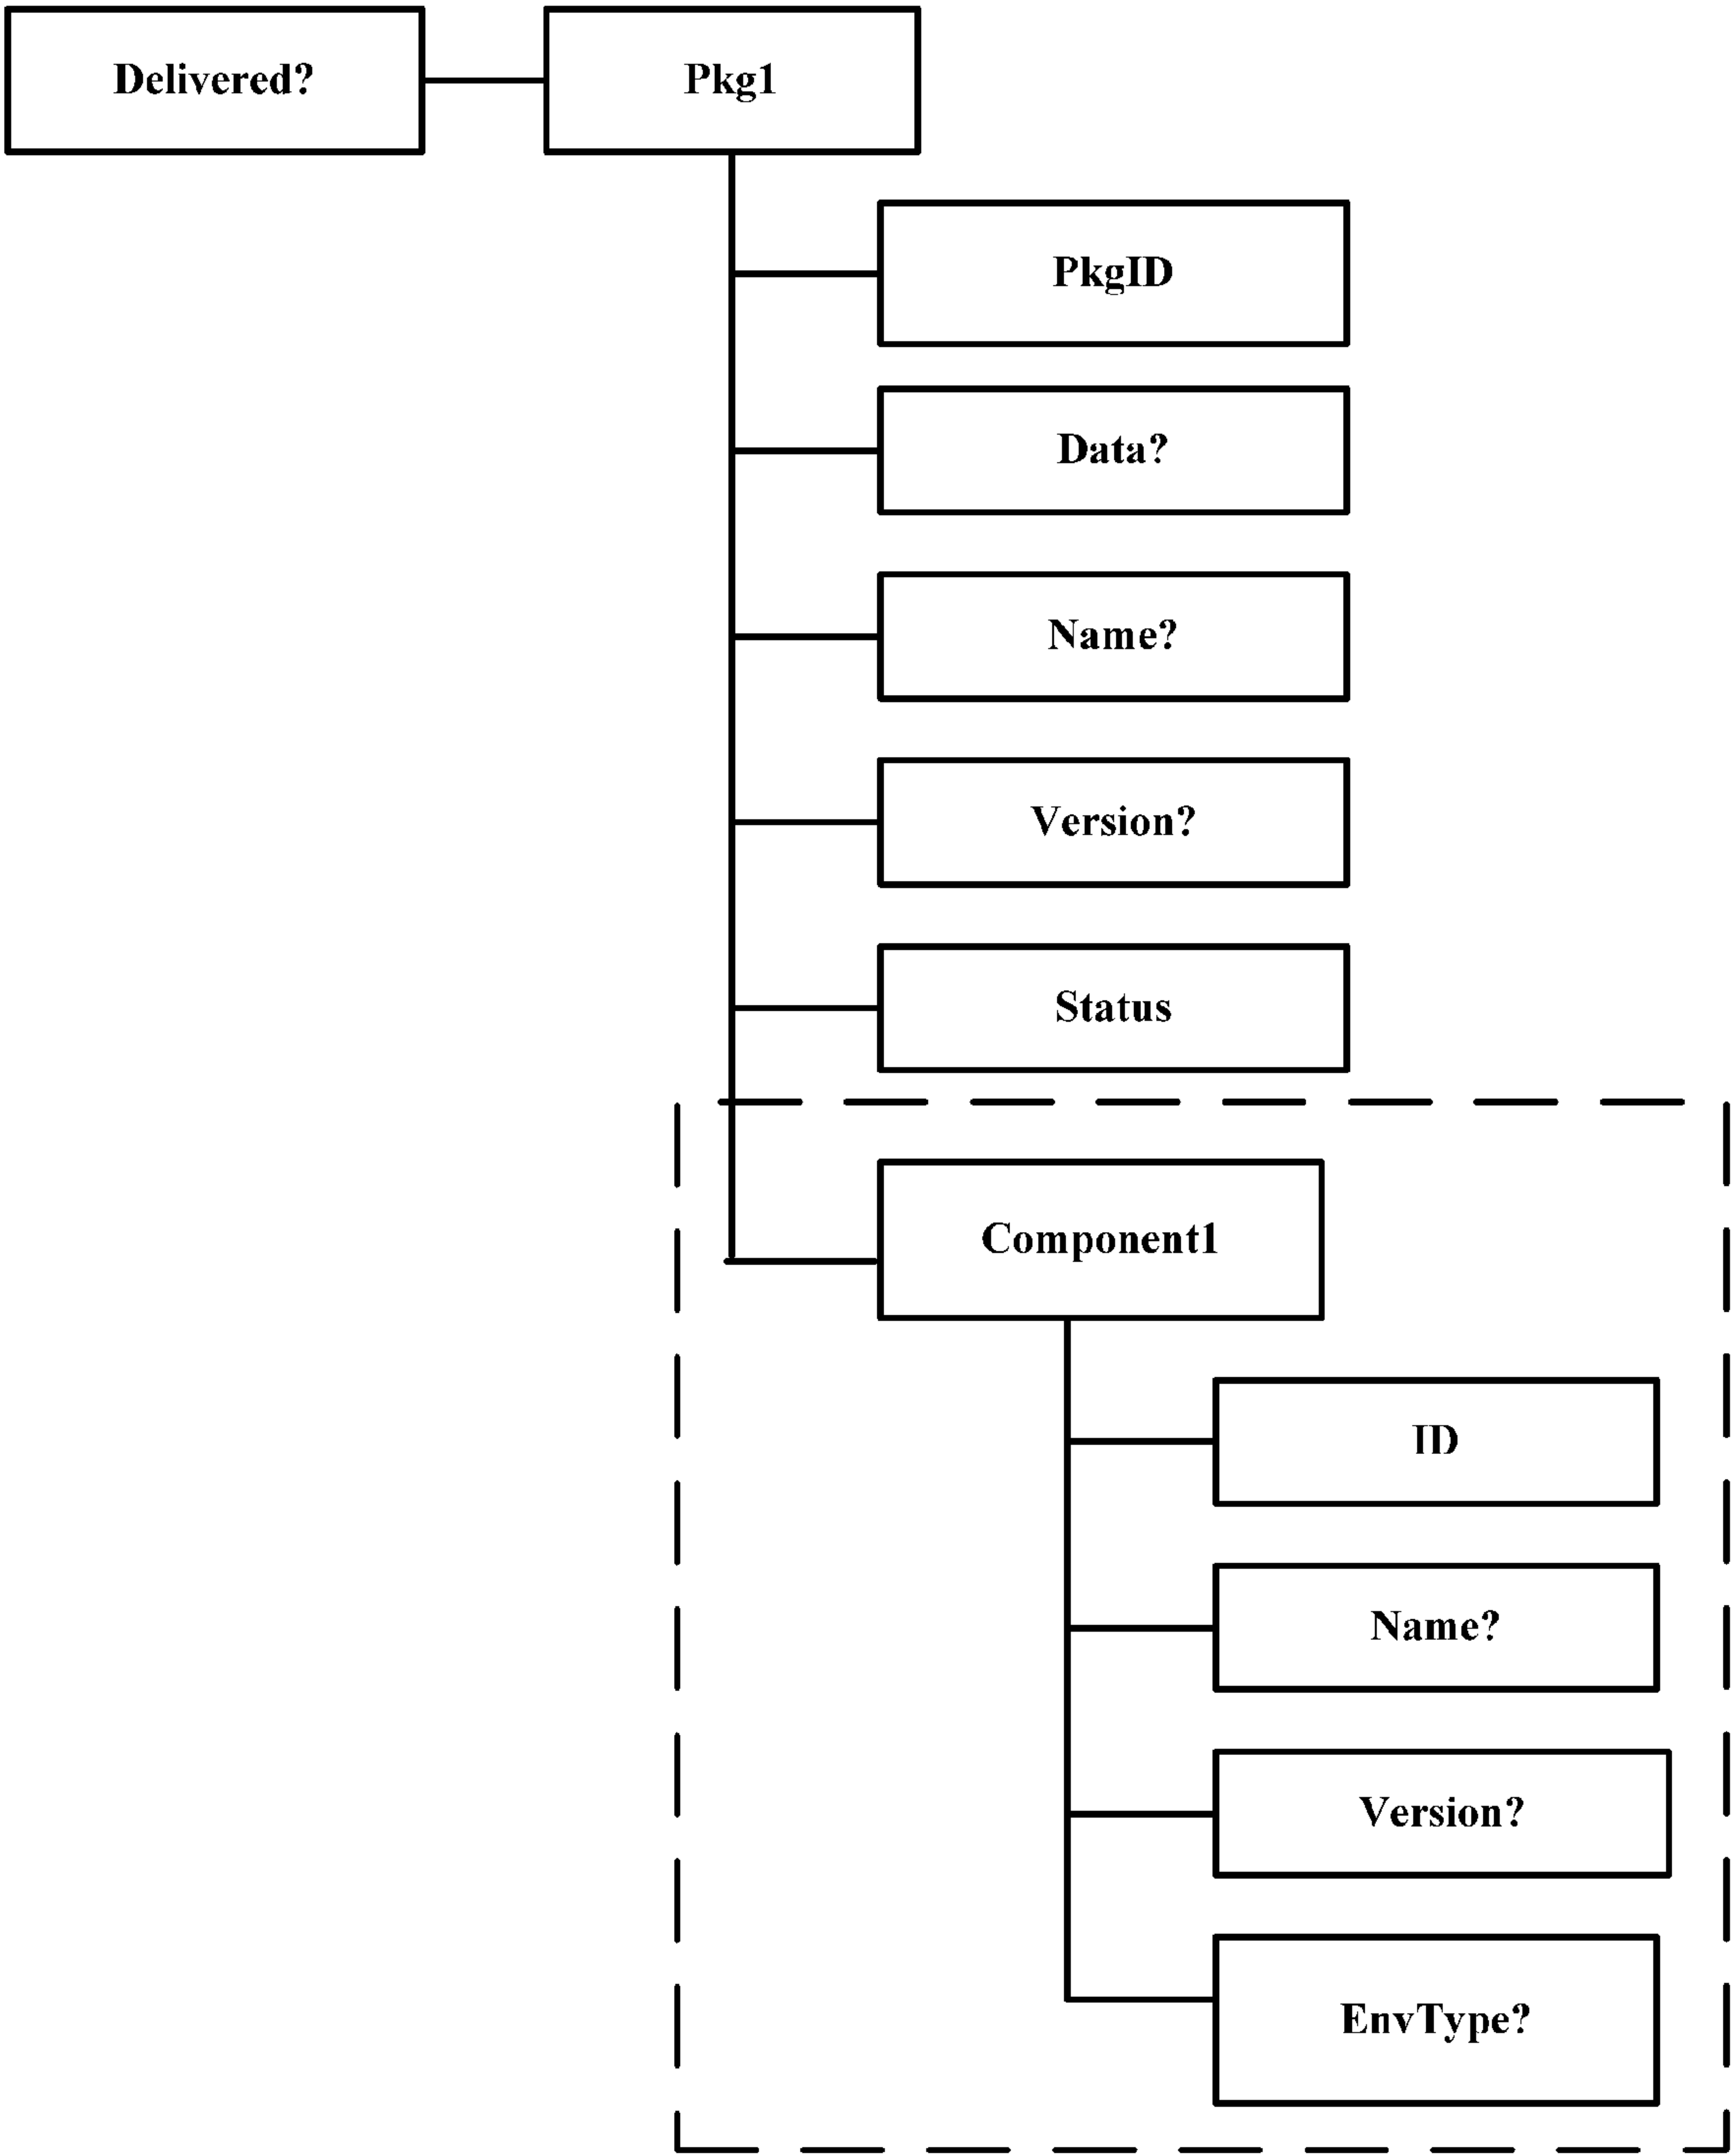 Delivered?
Pkg1
PkgID
Data?
Name?
Version?
Status
Component1
ID
Name?
Version?
EnvType?